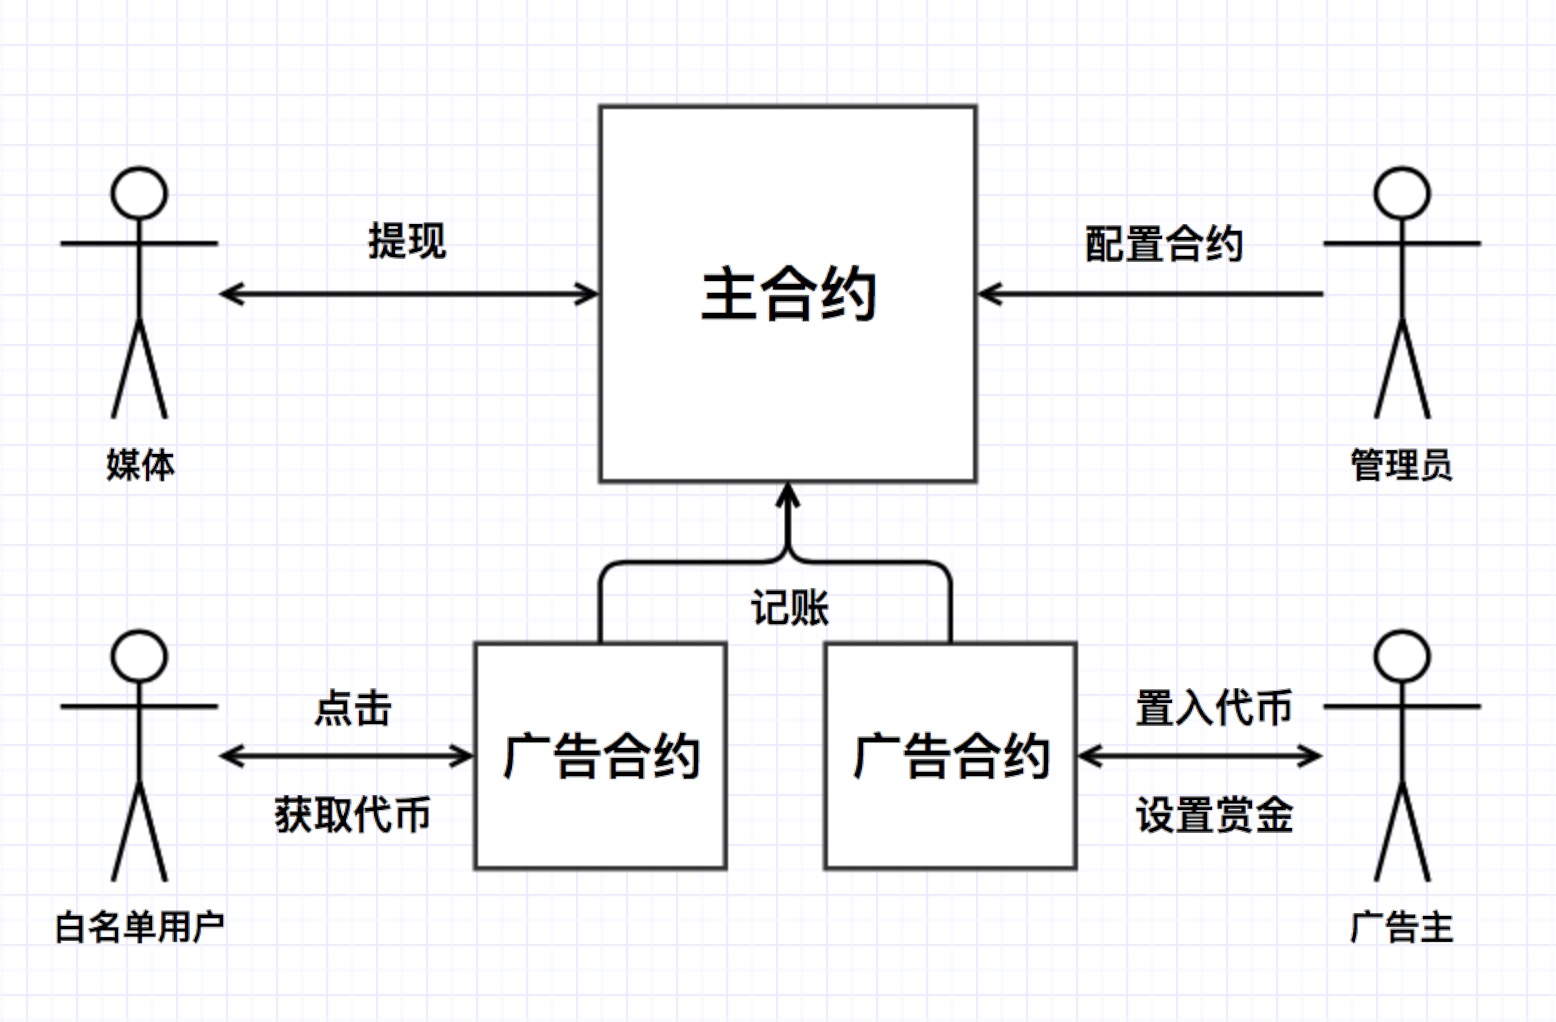 提现
配置合约
主合约
媒体
管理员
记账
点击
获取代币
广告合约
广告合约
置入代币
设置赏金
白名单用户
广告主